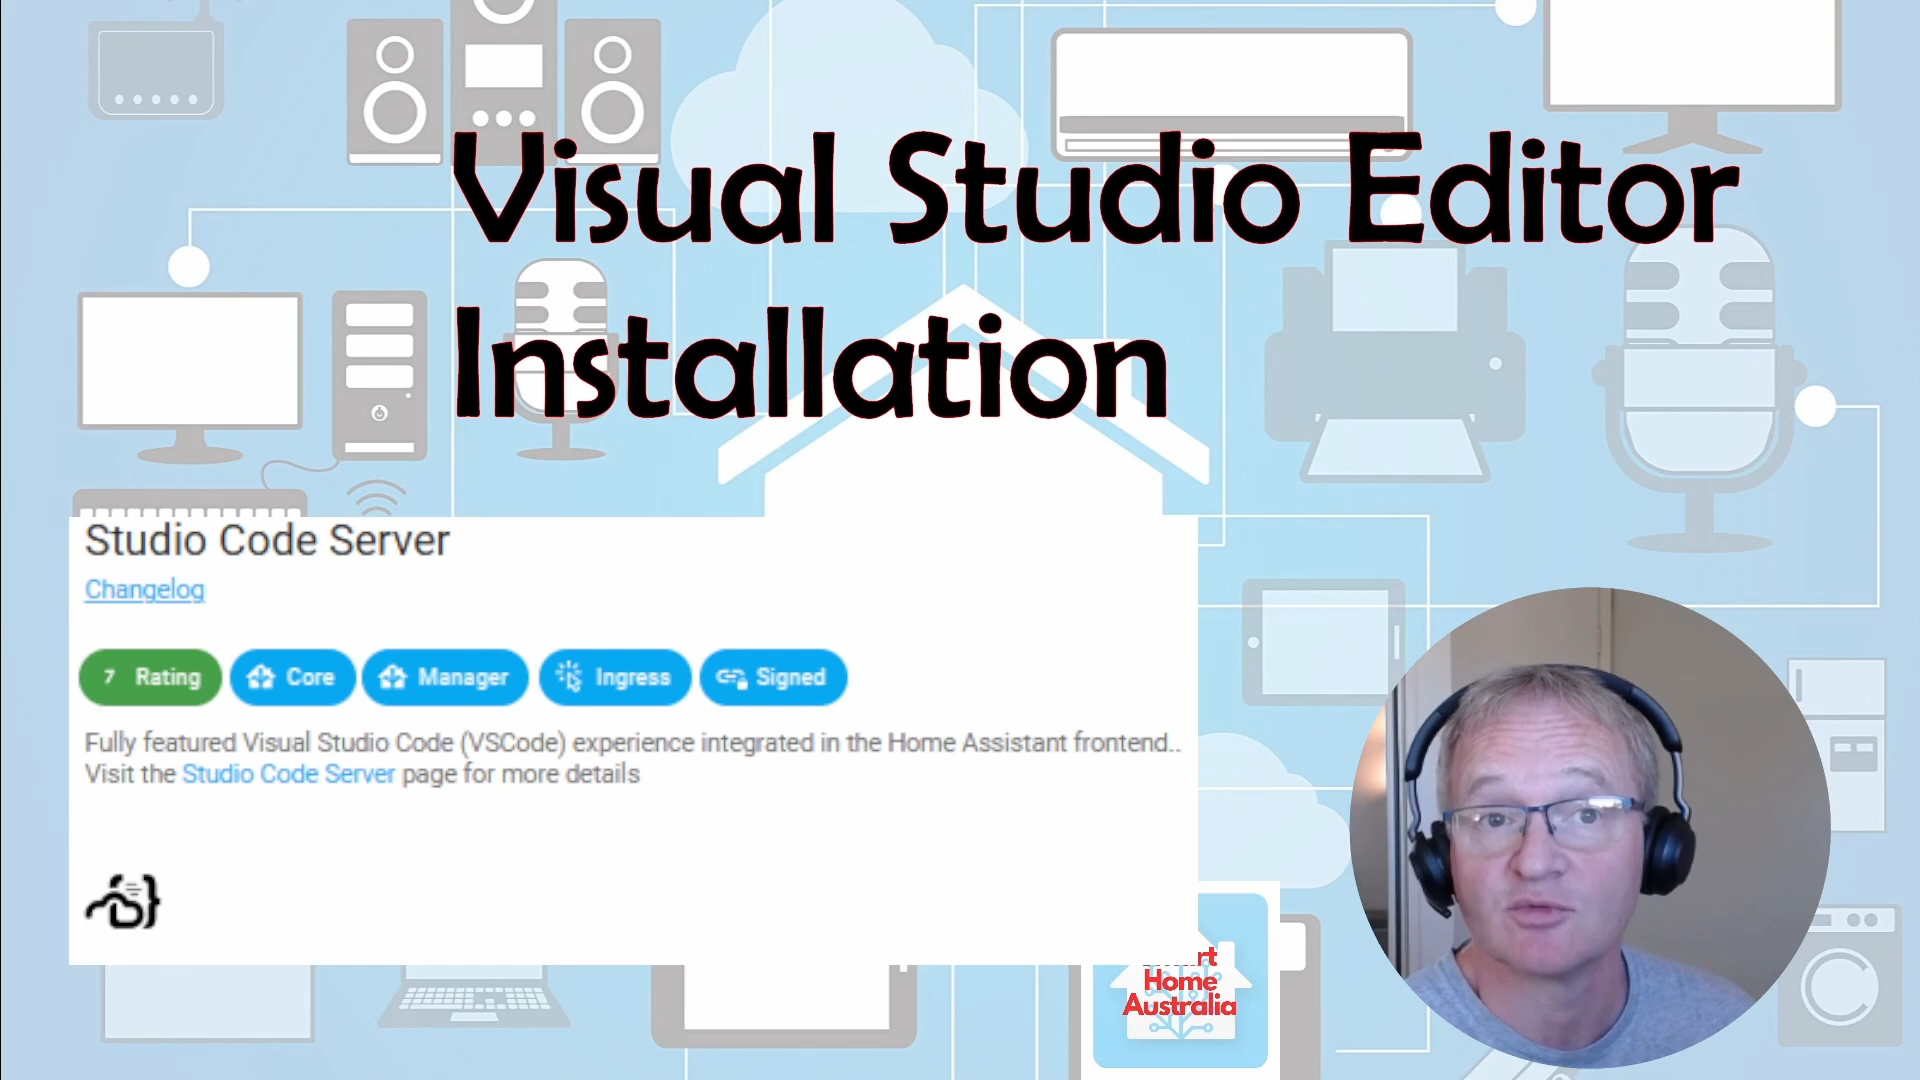 Visual Studio Editor
Installation
Studio Code Server
Changelog
7 Rating Core Manager Ingress Signed
Fully featured Visual Studio Code (VSCode) experience integrated in the Home Assistant frontend..
Visit the Studio Code Server page for more details
Home
Australia